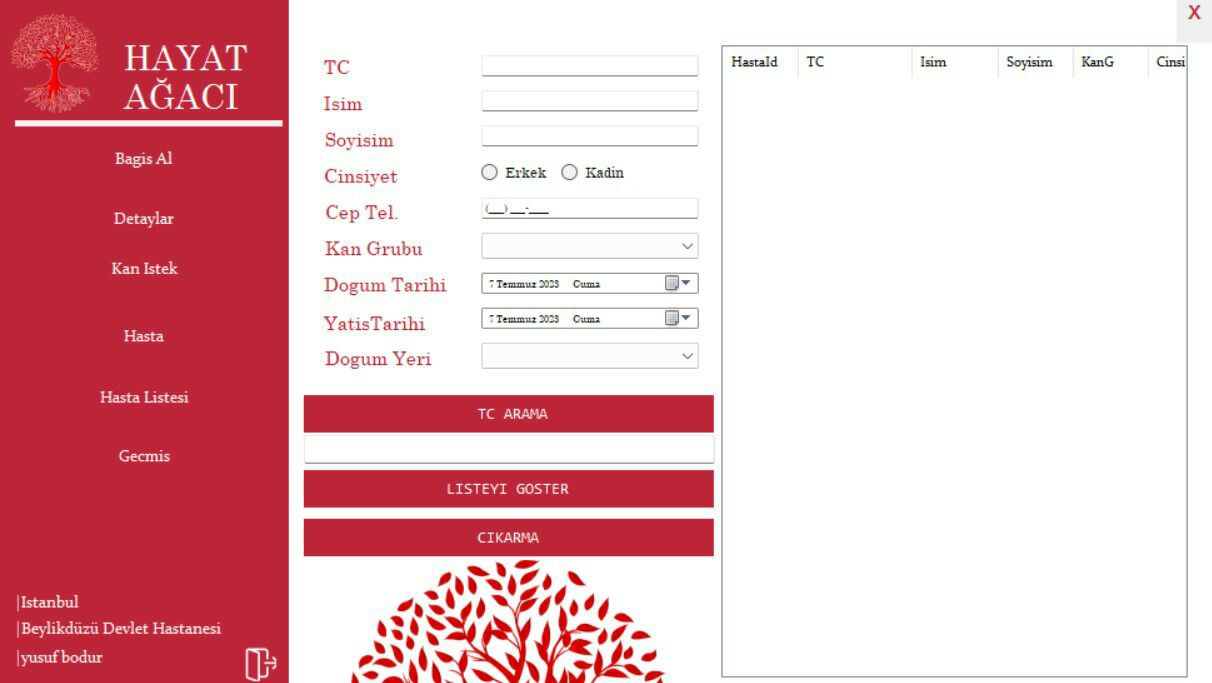 HAYAT
AĞACI
Bagis Al
Detaylar
Kan Istek
Hasta
Hasta Listesi
Gecmis
|Istanbul
|Beylikdüzü Devlet Hastanesi
|yusuf bodur
TC
Isim
Soyisim
Cinsiyet Erkek Kadin
Cep Tel. (___) ___-____
Kan Grubu
Dogum Tarihi 7 Temmuz 2023 Cuma
YatisTarihi 7 Temmuz 2023 Cuma
Dogum Yeri
TC ARAMA
LISTEYI GOSTER
CIKARMA
X
HastaId TC Isim Soyisim KanG Cinsi